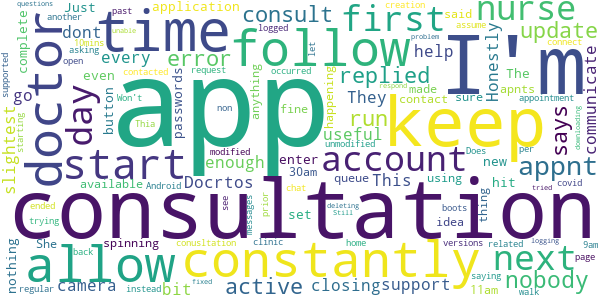 questions another past application creation Just logged said assume
10mins unable connect problem
complete asking dont open time consult first nurse update
supported contacted request let error help Honestly
every follow replied I'm communicate
go button passwords anything happening They made contact sure The apnts appointment
even Won't occurred fine
doctor day app keep
slightest starting Thia non useful run says Does per downloading
modified unmodified respond
start enough enter account new hit appnt
available Android Docrtos 30am queue This using tried covid
nothing She spinning see messages prior chat set deleting Still boots idea thing
consultation next
ended trying conusltation clinic home versions related 9am
allow constantly nobody
back camera bit active closing support logging page
regular fixed instead saying 11am walk